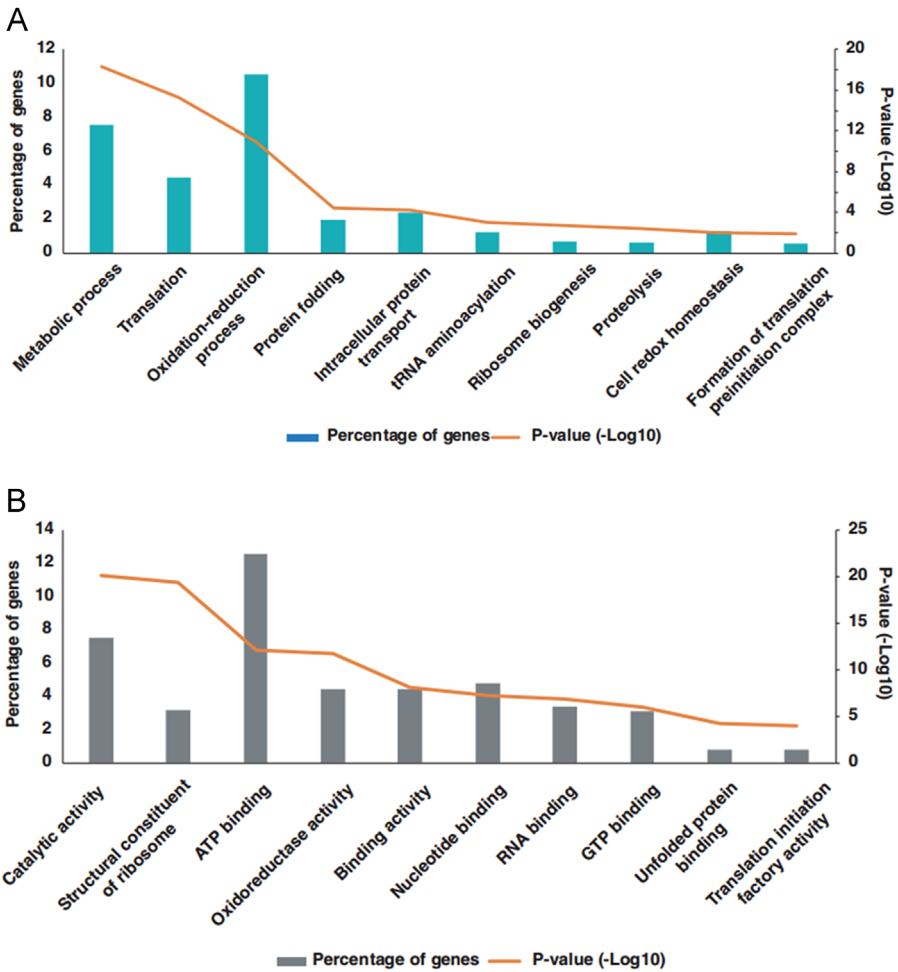 A
Percentage of genes
12
10
8
6
4
2
0
20
16
12
8
4
0
P-value (-Log10)
Metabolic process
Translation
Oxidation-reduction
process
Protein folding
Intracellular protein
transport
tRNA aminoacylation
Ribosome biogenesis
Proteolysis
Cell redox homeostasis
Formation of translation
preinitiation complex
Percentage of genes
P-value (-Log10)
B
Percentage of genes
14
12
10
8
6
4
2
0
25
20
15
10
5
0
P-value (-Log10)
Catalytic activity
Structural constituent
of ribosome
ATP binding
Oxidoreductase activity
Binding activity
Nucleotide binding
RNA binding
GTP binding
Unfolded protein
binding
Translation initiation
factory activity
Percentage of genes
P-value (-Log10)